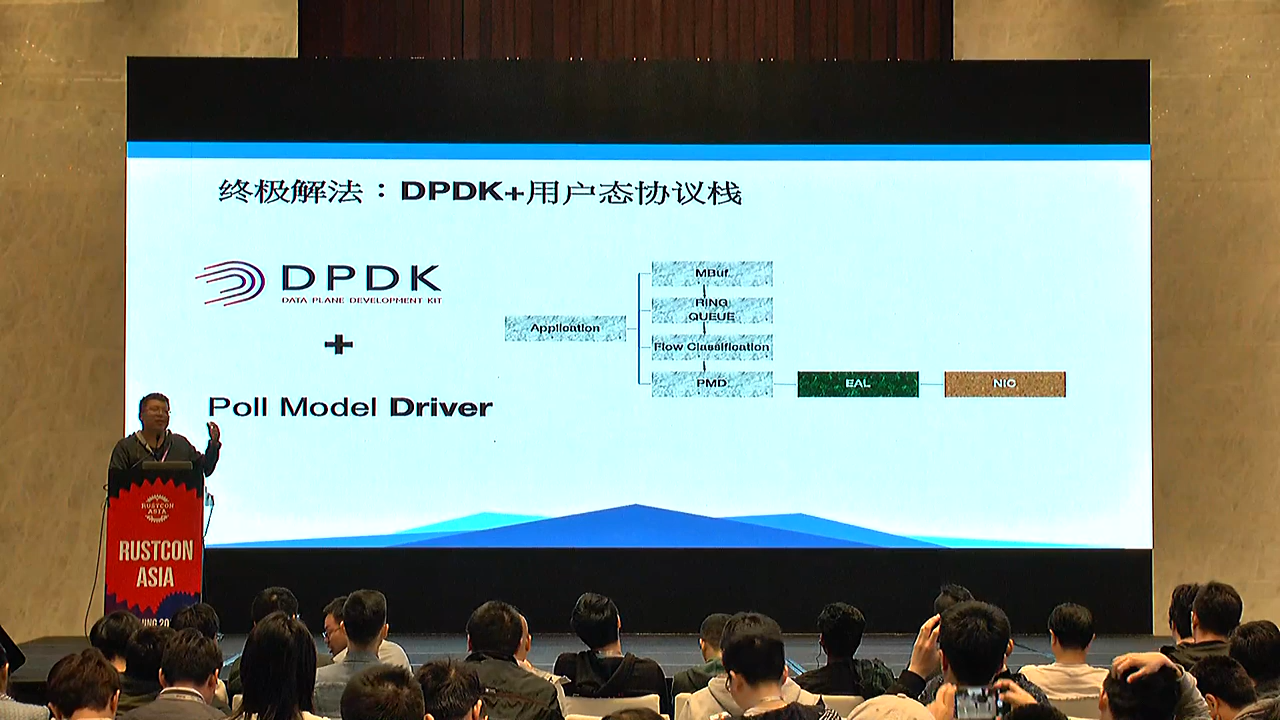 终极解法：DPDK+用户态协议栈
DPDK
DATA PLANE DEVELOPMENT KIT
+
Poll Model Driver
Application
MBuf
RING
QUEUE
Flow Classification
PMD
EAL
NIC
RUSTCON
ASIA
RUSTCON
ASIA